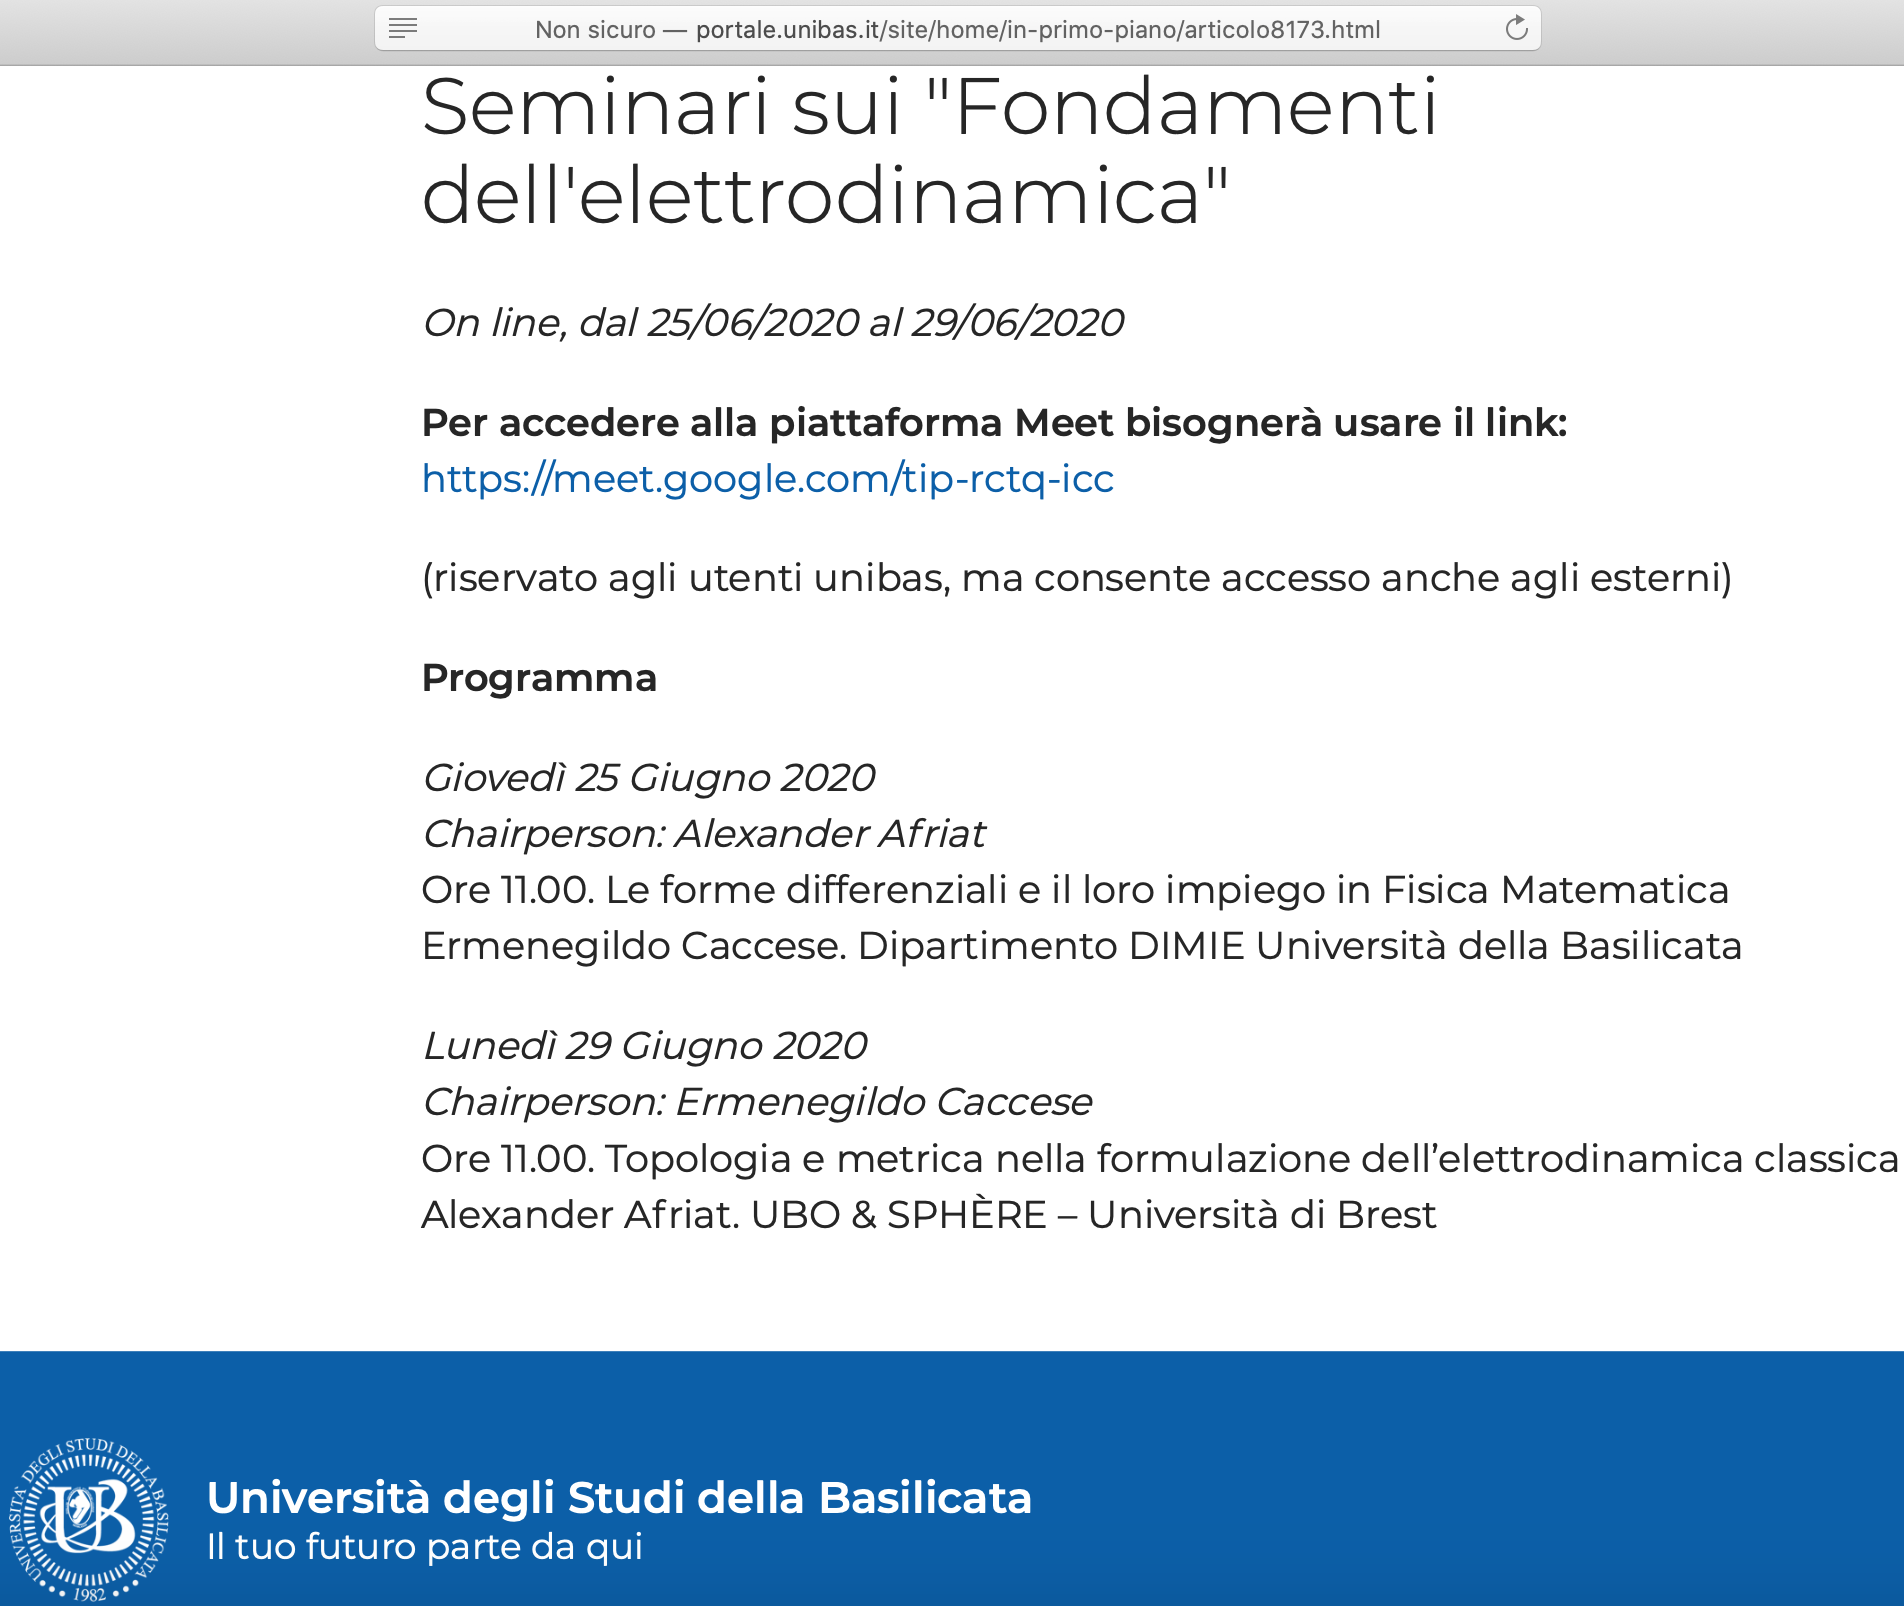 Non sicuro — portale.unibas.it/site/home/in-primo-piano/articolo8173.html
Seminari sui "Fondamenti
dell'elettrodinamica"
On line, dal 25/06/2020 al 29/06/2020
Per accedere alla piattaforma Meet bisognerà usare il link:
https://meet.google.com/tip-rctq-icc
(riservato agli utenti unibas, ma consente accesso anche agli esterni)
Programma
Giovedì 25 Giugno 2020
Chairperson: Alexander Afriat
Ore 11.00. Le forme differenziali e il loro impiego in Fisica Matematica
Ermenegildo Caccese. Dipartimento DIMIE Università della Basilicata
Lunedì 29 Giugno 2020
Chairperson: Ermenegildo Caccese
Ore 11.00. Topologia e metrica nella formulazione dell’elettrodinamica classica
Alexander Afriat. UBO & SPHÈRE – Università di Brest
UNIVERSITA' DEGLI STUDI DELLA BASILICATA
UB
1982
Università degli Studi della Basilicata
Il tuo futuro parte da qui